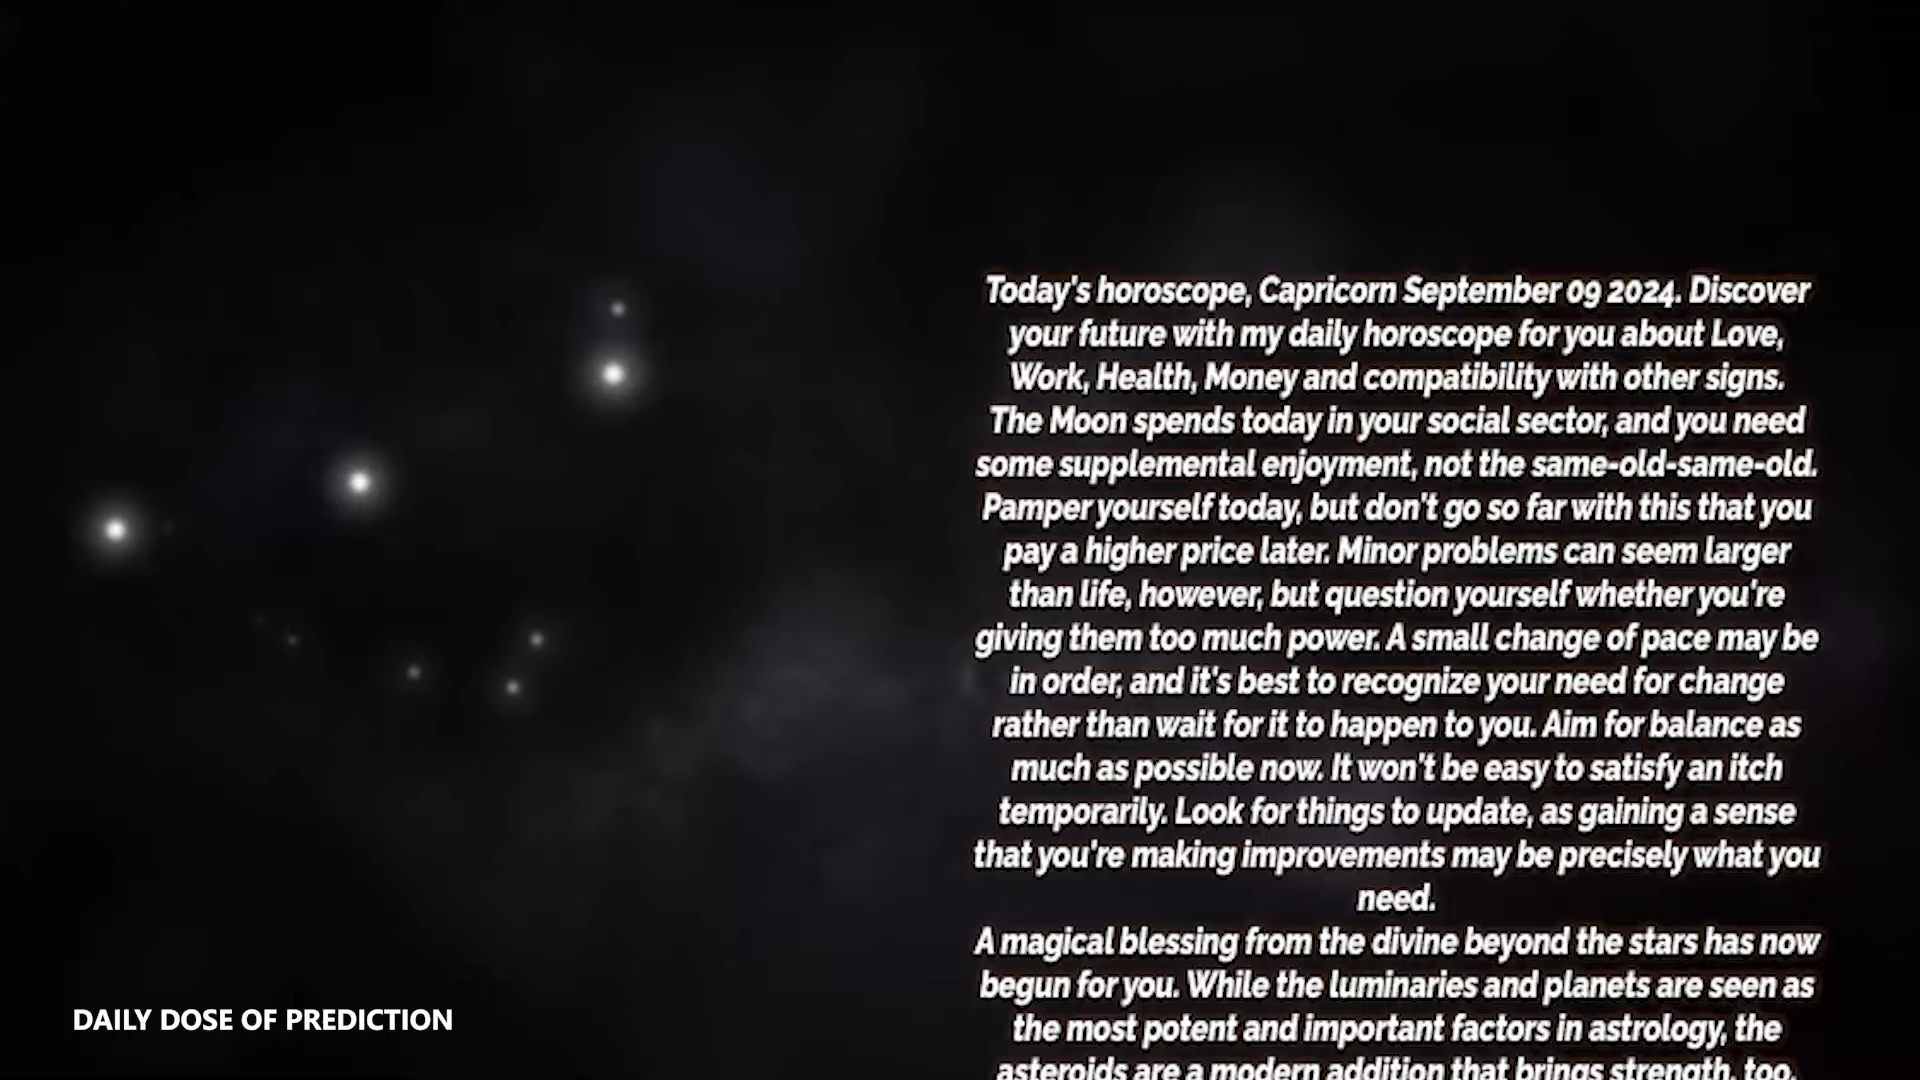 Today's horoscope, Capricorn September 09 2024. Discover
your future with my daily horoscope for you about Love,
Work, Health, Money and compatibility with other signs.
The Moon spends today in your social sector, and you need
some supplemental enjoyment, not the same-old-same-old.
Pamper yourself today, but don't go so far with this that you
pay a higher price later. Minor problems can seem larger
than life, however, but question yourself whether you're
giving them too much power. A small change of pace may be
in order, and it's best to recognize your need for change
rather than wait for it to happen to you. Aim for balance as
much as possible now. It won't be easy to satisfy an itch
temporarily. Look for things to update, as gaining a sense
that you're making improvements may be precisely what you
need.
A magical blessing from the divine beyond the stars has now
begun for you. While the luminaries and planets are seen as
the most potent and important factors in astrology, the
asteroids are a modern addition that brings strength, too.
DAILY DOSE OF PREDICTION